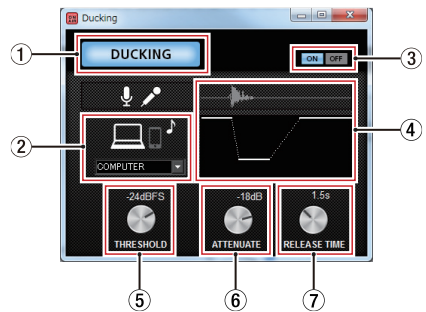 Ducking
① DUCKING
ON OFF ③
② COMPUTER
④
-24dBFS -18dB 1.5s
THRESHOLD ATTENUATE RELEASE TIME
⑤ ⑥ ⑦